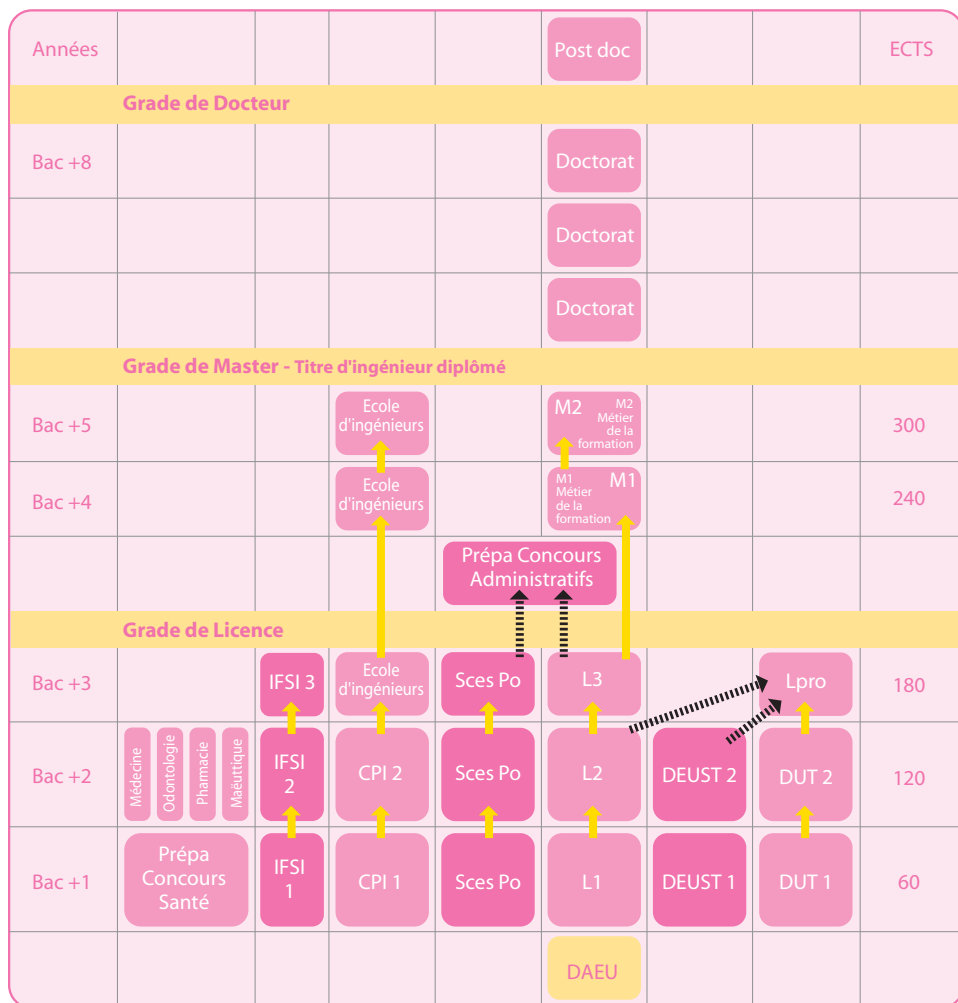 Années
Post doc
ECTS
Grade de Docteur
Bac +8
Doctorat
Doctorat
Doctorat
Grade de Master - Titre d'ingénieur diplômé
Bac +5
Ecole
d'ingénieurs
M2
M2
Métier
de la
formation
300
Bac +4
Ecole
d'ingénieurs
M1
Métier
de la
formation
M1
240
Prépa Concours
Administratifs
Grade de Licence
Bac +3
IFSI 3
Ecole
d'ingénieurs
Sces Po
L3
Lpro
180
Bac +2
Médecine
Odontologie
Pharmacie
Maëuttique
IFSI
2
CPI 2
Sces Po
L2
DEUST 2
DUT 2
120
Bac +1
Prépa
Concours
Santé
IFSI
1
CPI 1
Sces Po
L1
DEUST 1
DUT 1
60
DAEU